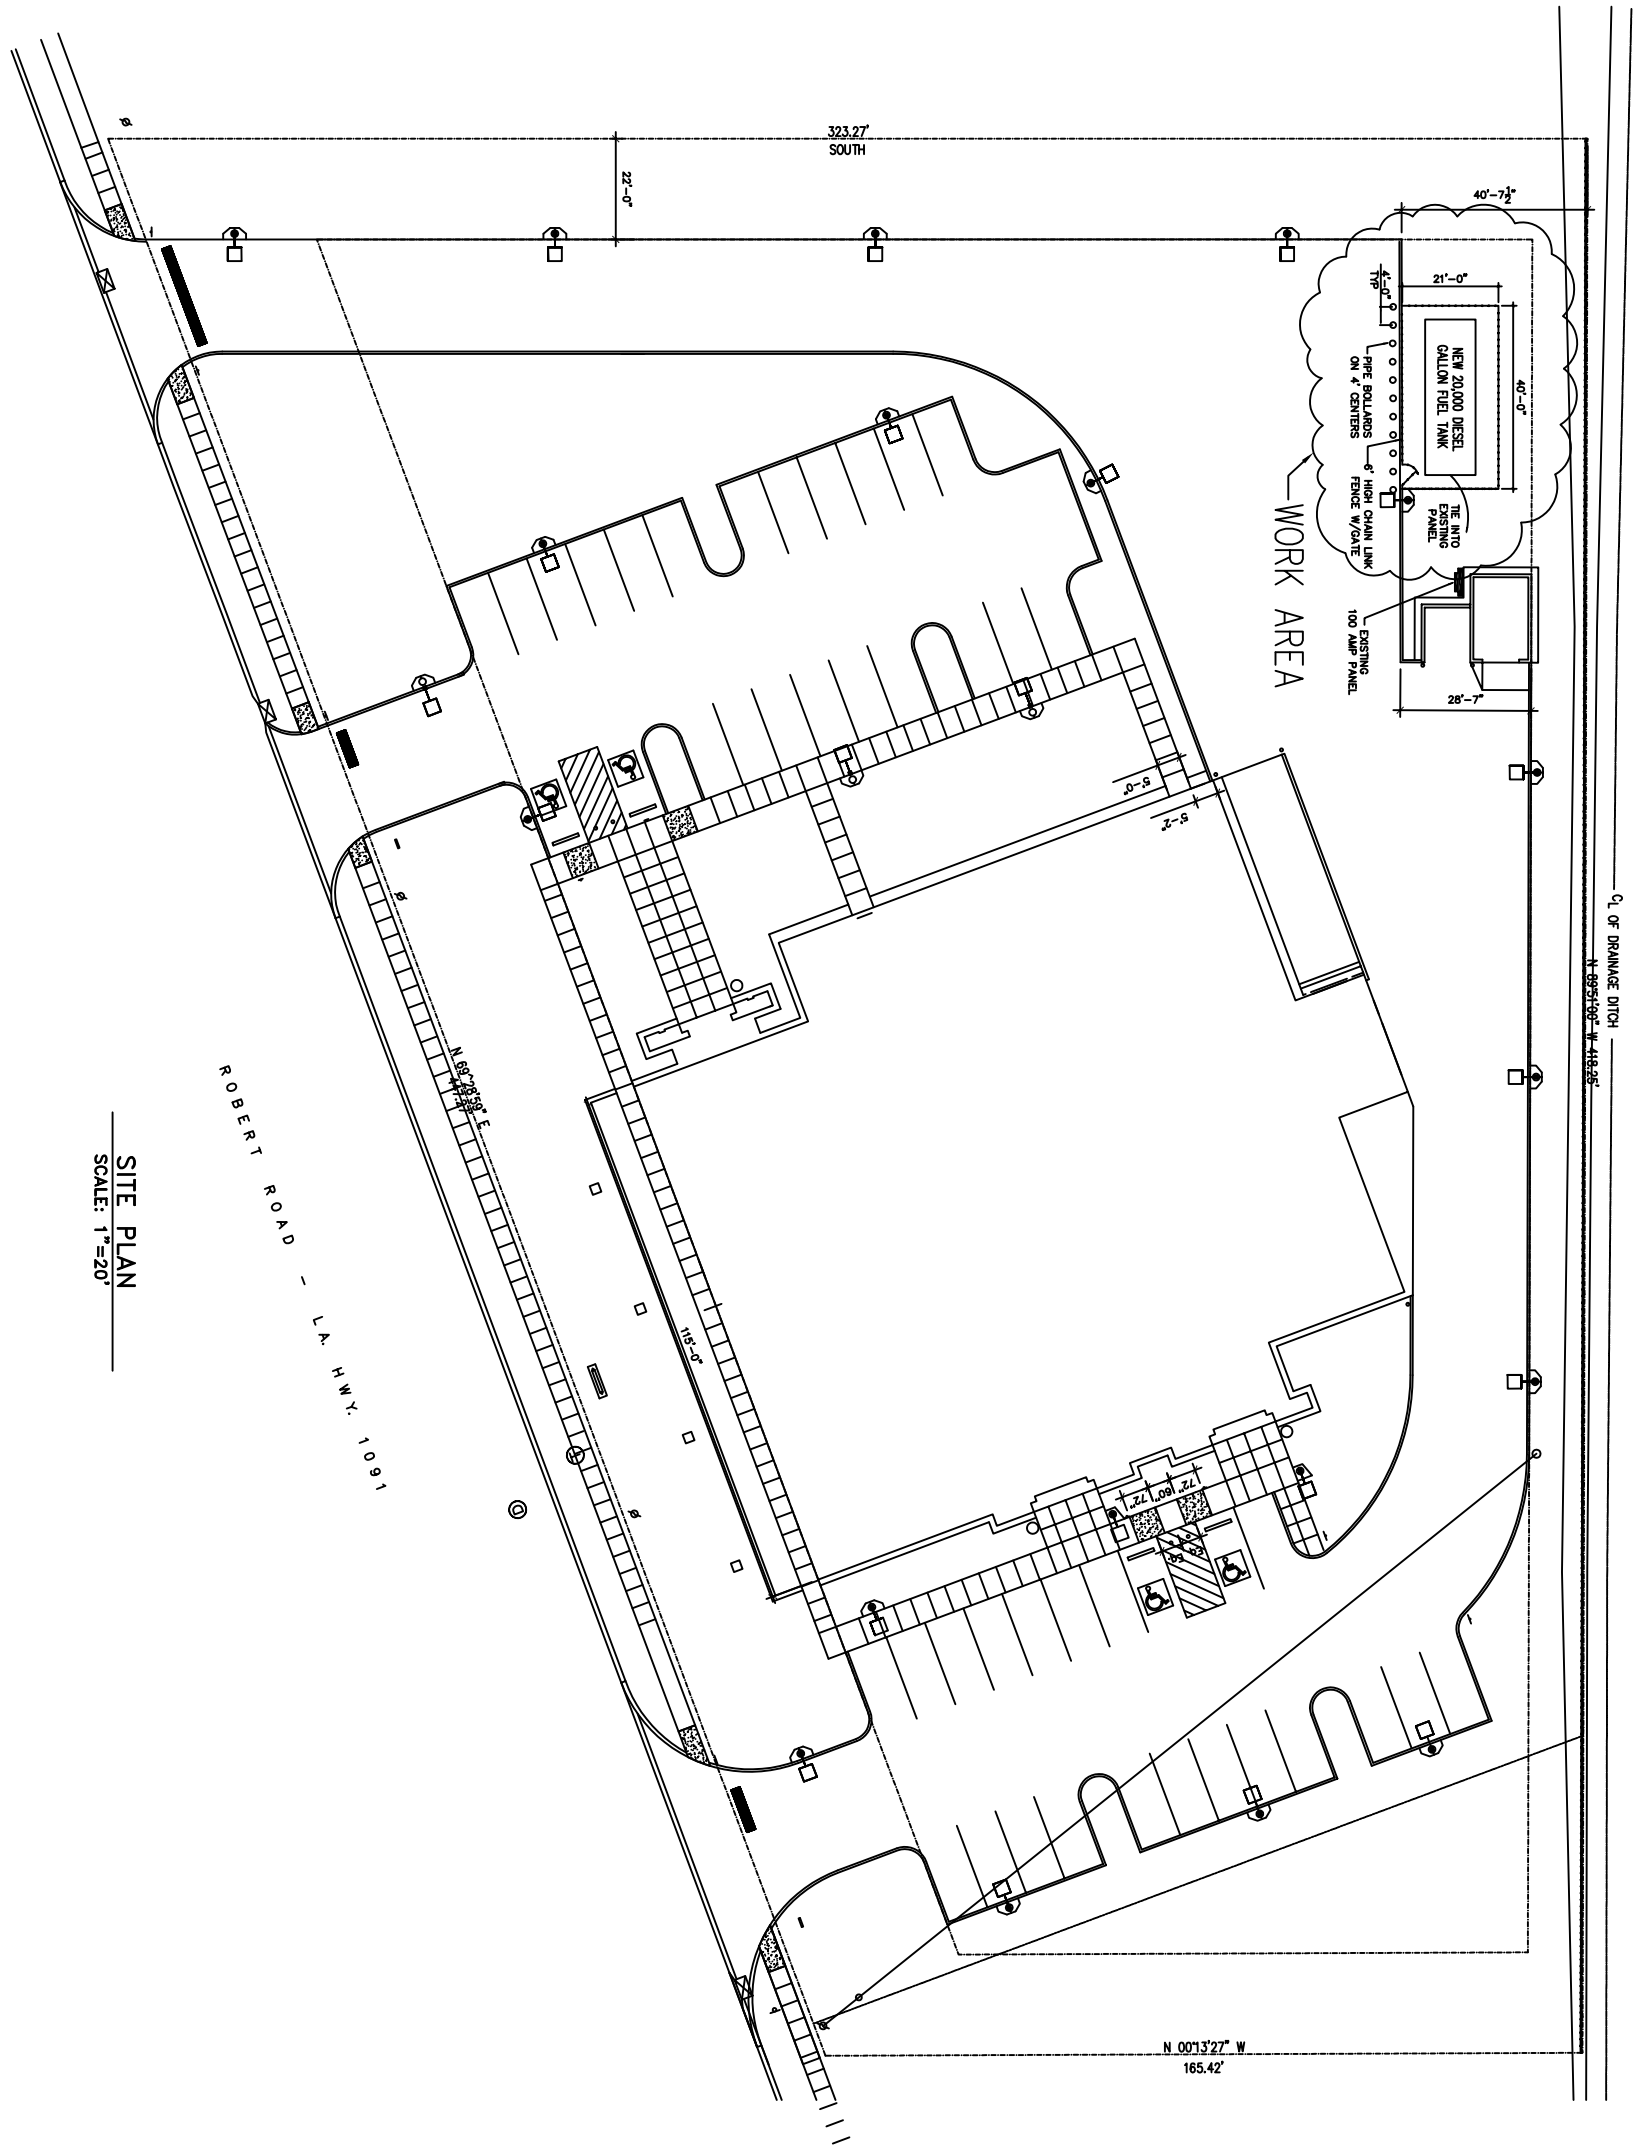 323.27'
SOUTH
22'-0"
40'-7½"
21'-0"
4'-0"
TYP
40'-0"
NEW 20,000 DIESEL
GALLON FUEL TANK
PIPE BOLLARDS
ON 4' CENTERS
6' HIGH CHAIN LINK
FENCE W/GATE
TIE INTO
EXISTING
PANEL
WORK AREA
EXISTING
100 AMP PANEL
28'-7"
5'-0"
5'-2"
CL OF DRAINAGE DITCH
N 89°51'00" W 418.25'
N 69°28'59" E
447.27'
115'-0"
72"
60"
72"
EQ.
EQ.
D
ROBERT ROAD - LA. HWY. 1091
N 00°13'27" W
165.42'
SITE PLAN
SCALE: 1"=20'